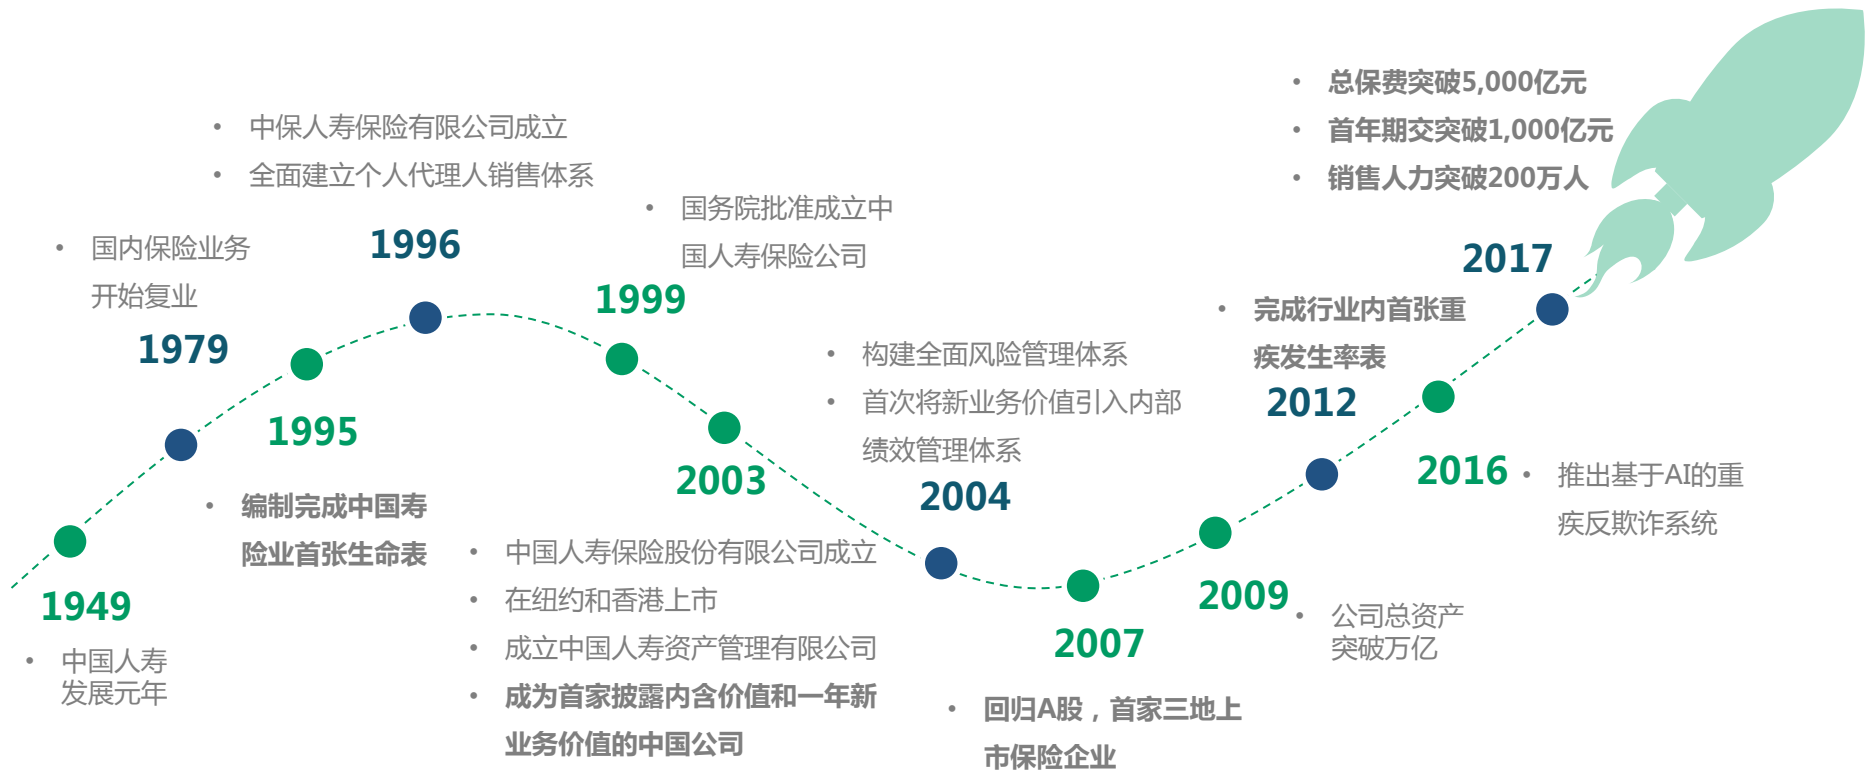 1949
• 中国人寿
发展元年
• 国内保险业务
开始复业
1979
1995
• 编制完成中国寿
险业首张生命表
• 中保人寿保险有限公司成立
• 全面建立个人代理人销售体系
1996
• 国务院批准成立中
国人寿保险公司
1999
2003
• 中国人寿保险股份有限公司成立
• 在纽约和香港上市
• 成立中国人寿资产管理有限公司
• 成为首家披露内含价值和一年新
业务价值的中国公司
• 构建全面风险管理体系
• 首次将新业务价值引入内部
绩效管理体系
2004
2007
• 回归A股，首家三地上
市保险企业
2009
• 公司总资产
突破万亿
• 完成行业内首张重
疾发生率表
2012
2016
• 推出基于AI的重
疾反欺诈系统
• 总保费突破5,000亿元
• 首年期交突破1,000亿元
• 销售人力突破200万人
2017